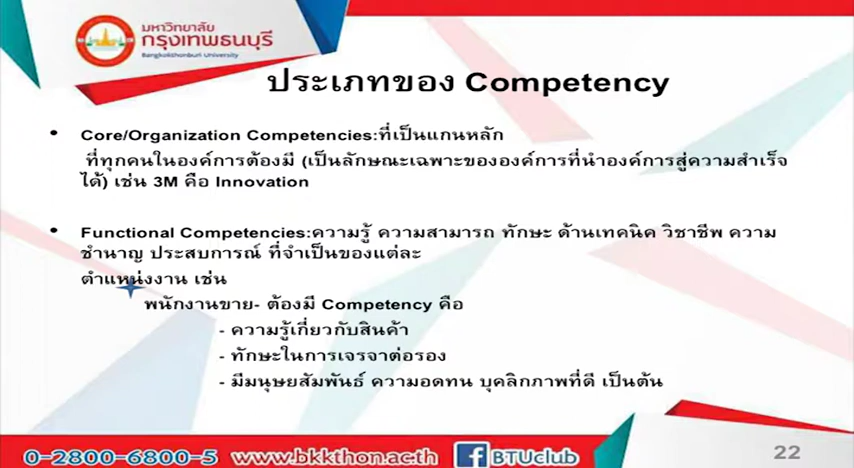 มหาวิทยาลัย
กรุงเทพธนบุรี
Bangkokthonburi University
ประเภทของ Competency
• Core/Organization Competencies:ที่เป็นแกนหลัก
ที่ทุกคนในองค์การต้องมี (เป็นลักษณะเฉพาะขององค์การที่นำองค์การสู่ความสำเร็จ
ได้) เช่น 3M คือ Innovation
• Functional Competencies:ความรู้ ความสามารถ ทักษะ ด้านเทคนิค วิชาชีพ ความ
ชำนาญ ประสบการณ์ ที่จำเป็นของแต่ละ
ตำแหน่งงาน เช่น
พนักงานขาย- ต้องมี Competency คือ
- ความรู้เกี่ยวกับสินค้า
- ทักษะในการเจรจาต่อรอง
- มีมนุษยสัมพันธ์ ความอดทน บุคลิกภาพที่ดี เป็นต้น
0-2800-6800-5 www.bkkthon.ac.th f BTUclub
22